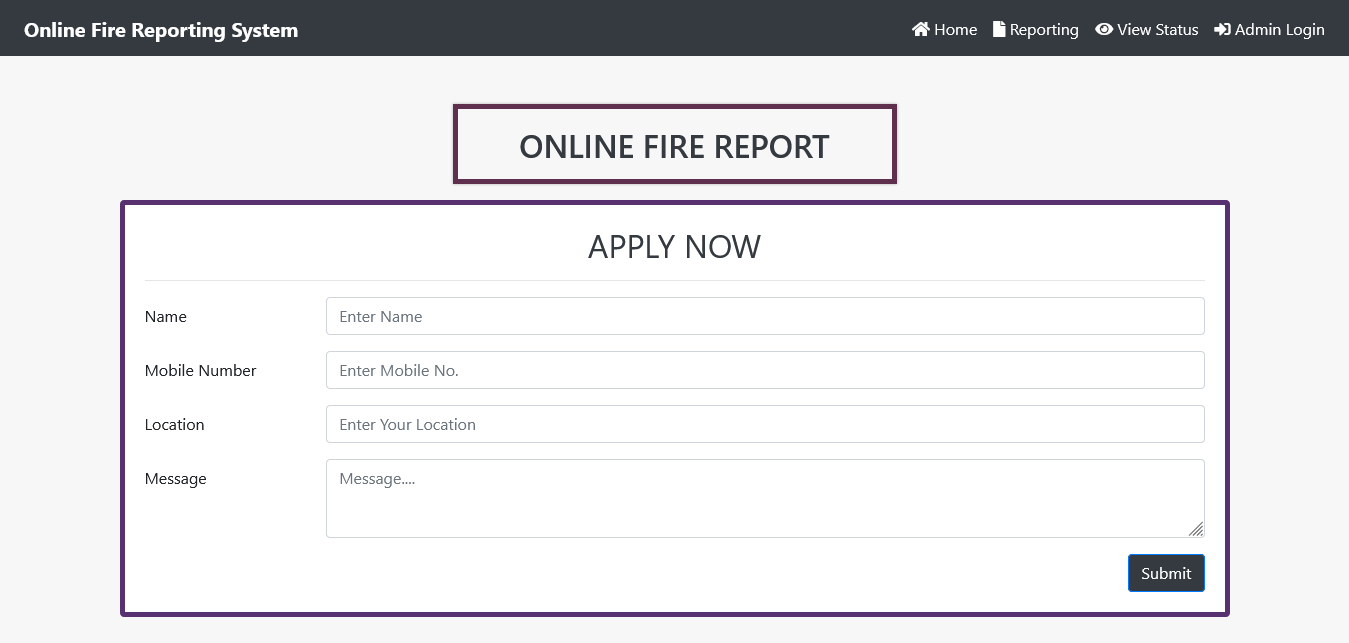 Online Fire Reporting System Home Reporting View Status Admin Login
ONLINE FIRE REPORT
APPLY NOW
Name Enter Name
Mobile Number Enter Mobile No.
Location Enter Your Location
Message Message....
Submit